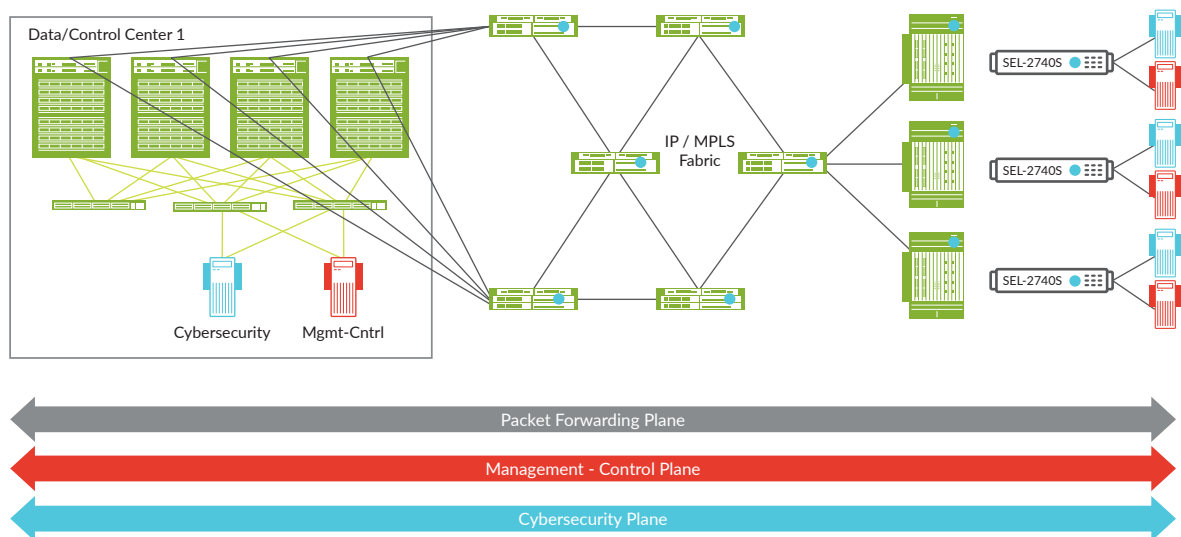 Data/Control Center 1
IP / MPLS
Fabric
SEL-2740S
SEL-2740S
SEL-2740S
Cybersecurity
Mgmt-Cntrl
Packet Forwarding Plane
Management - Control Plane
Cybersecurity Plane